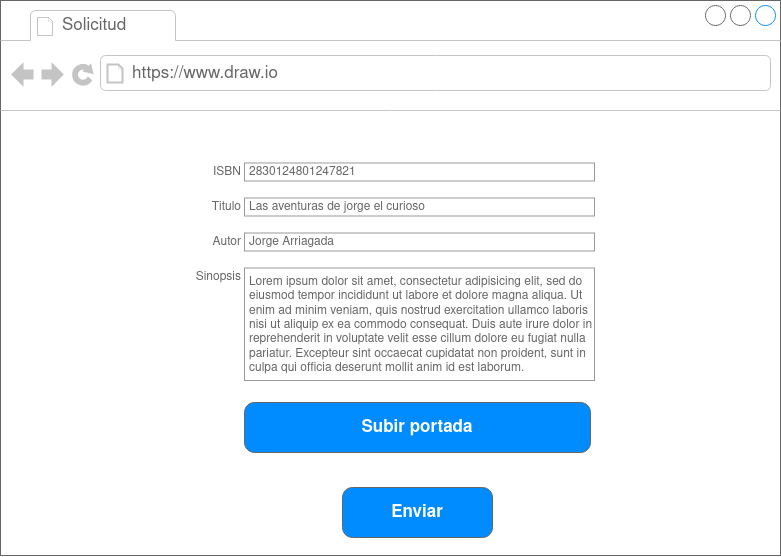 Solicitud
https://www.draw.io
ISBN 2830124801247821
Titulo Las aventuras de jorge el curioso
Autor Jorge Arriagada
Sinopsis Lorem ipsum dolor sit amet, consectetur adipisicing elit, sed do
eiusmod tempor incididunt ut labore et dolore magna aliqua. Ut
enim ad minim veniam, quis nostrud exercitation ullamco laboris
nisi ut aliquip ex ea commodo consequat. Duis aute irure dolor in
reprehenderit in voluptate velit esse cillum dolore eu fugiat nulla
pariatur. Excepteur sint occaecat cupidatat non proident, sunt in
culpa qui officia deserunt mollit anim id est laborum.
Subir portada
Enviar